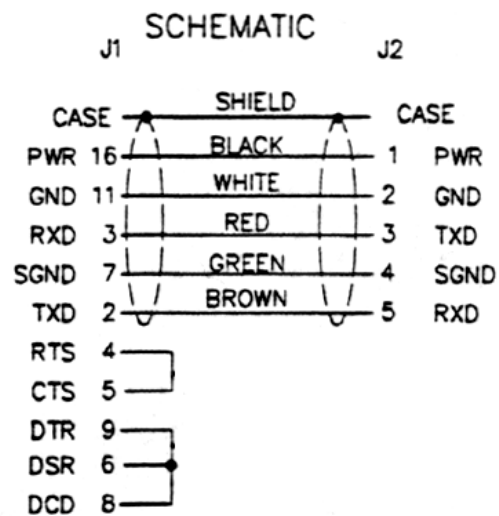 SCHEMATIC
J1 J2
CASE SHIELD CASE
PWR 16 BLACK 1 PWR
GND 11 WHITE 2 GND
RXD 3 RED 3 TXD
SGND 7 GREEN 4 SGND
TXD 2 BROWN 5 RXD
RTS 4
CTS 5
DTR 9
DSR 6
DCD 8